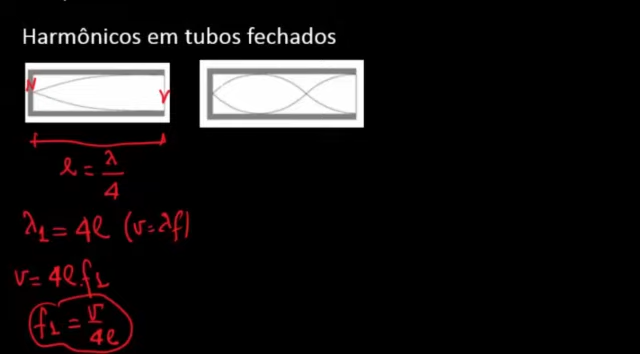 Harmônicos em tubos fechados
N V
ℓ = λ/4
λ₁ = 4ℓ (v = λf)
v = 4ℓ.f₁
f₁ = v/4ℓ